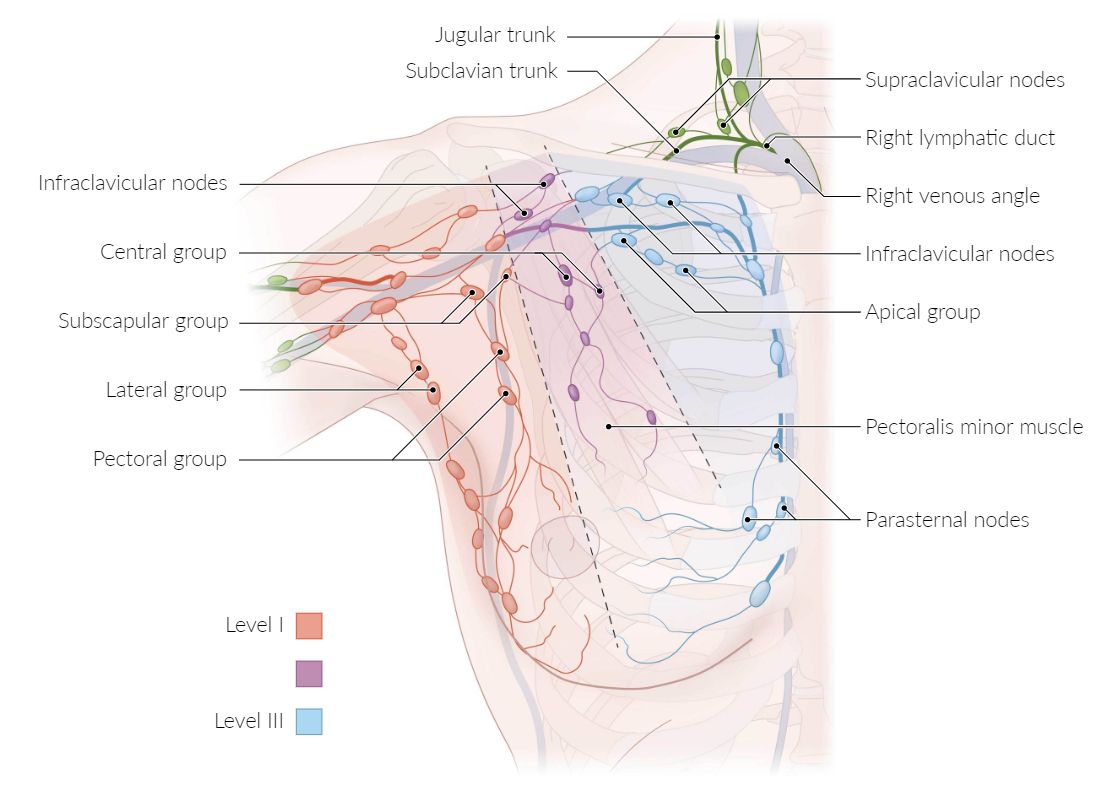 Jugular trunk
Subclavian trunk
Supraclavicular nodes
Right lymphatic duct
Infraclavicular nodes
Right venous angle
Central group
Infraclavicular nodes
Subscapular group
Apical group
Lateral group
Pectoralis minor muscle
Pectoral group
Parasternal nodes
Level I
Level III